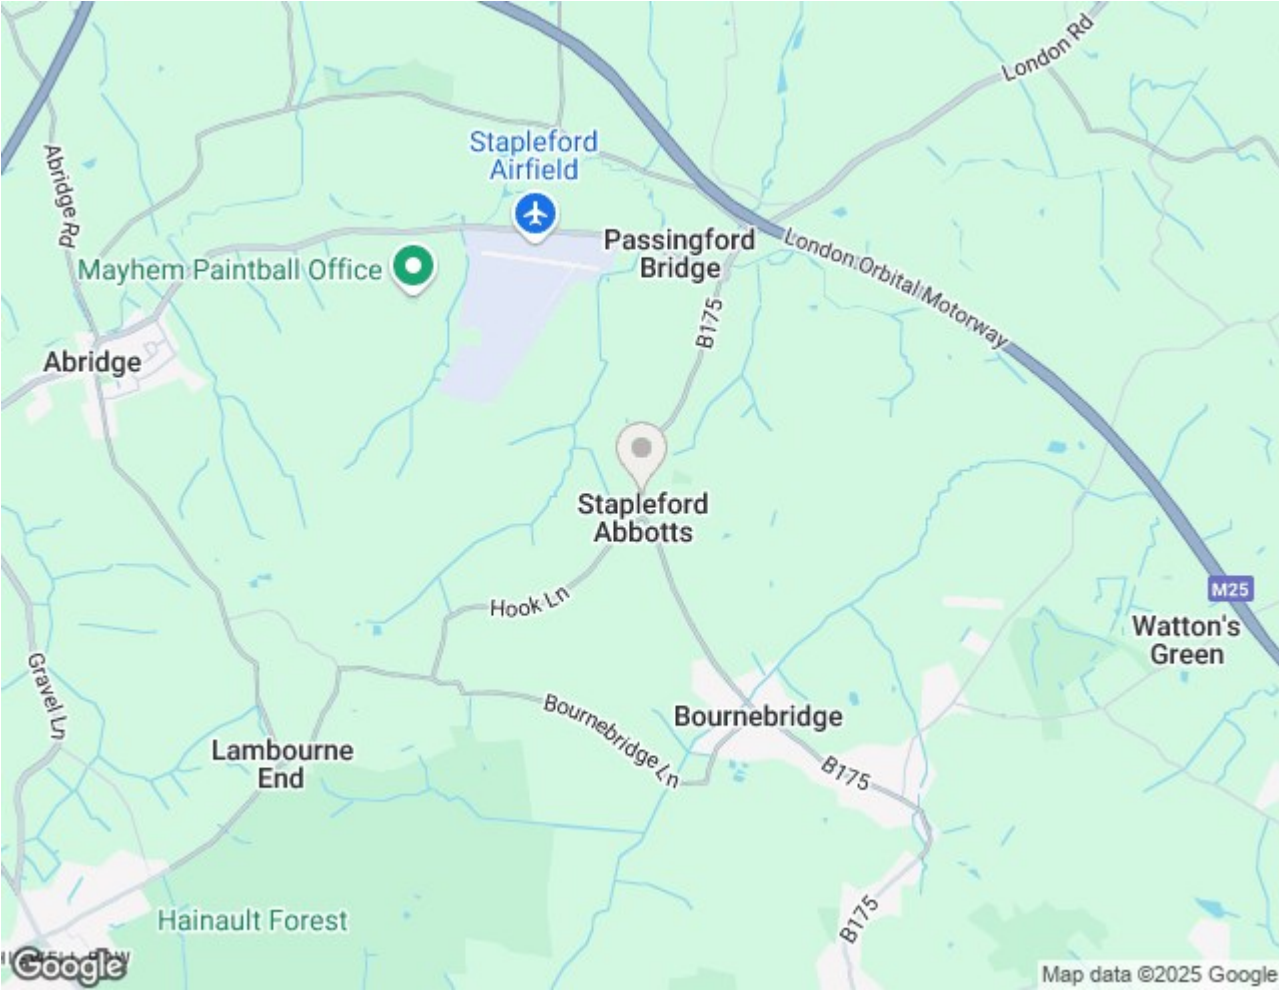 London Rd
Stapleford
Airfield
Abridge Rd
Passingford
Bridge
London Orbital Motorway
Mayhem Paintball Office
B175
Abridge
Stapleford
Abbotts
M25
Hook Ln
Watton's
Green
Gravel Ln
Bournebridge Ln
Bournebridge
Lambourne
End
B175
Hainault Forest
B175
Google
Map data ©2025 Google